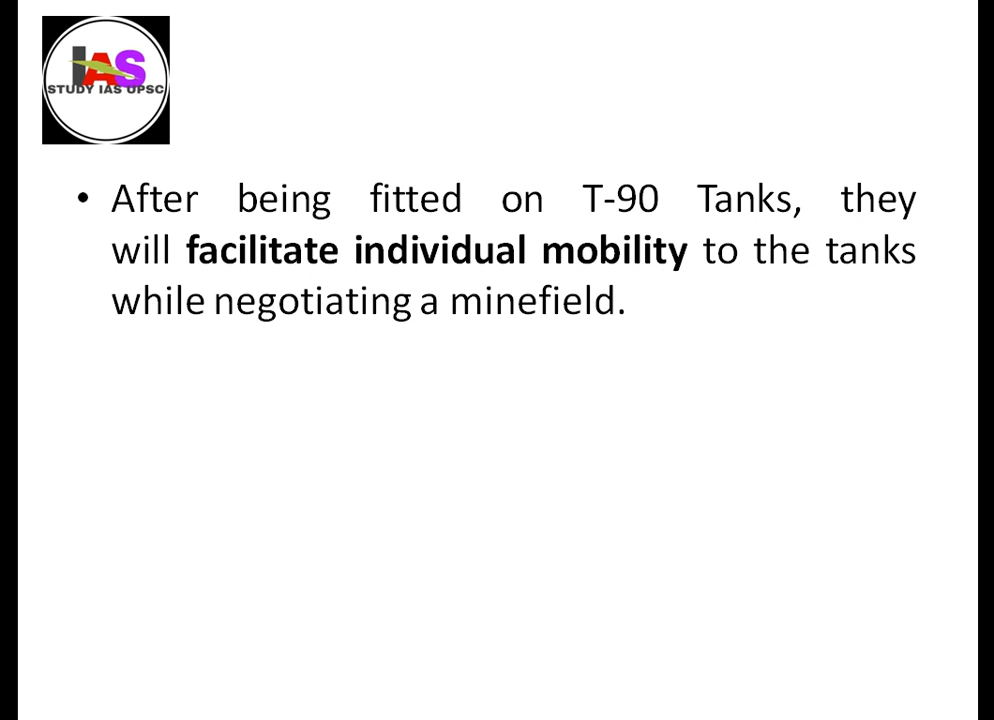 IAS
STUDY IAS UPSC
• After being fitted on T-90 Tanks, they
will facilitate individual mobility to the tanks
while negotiating a minefield.